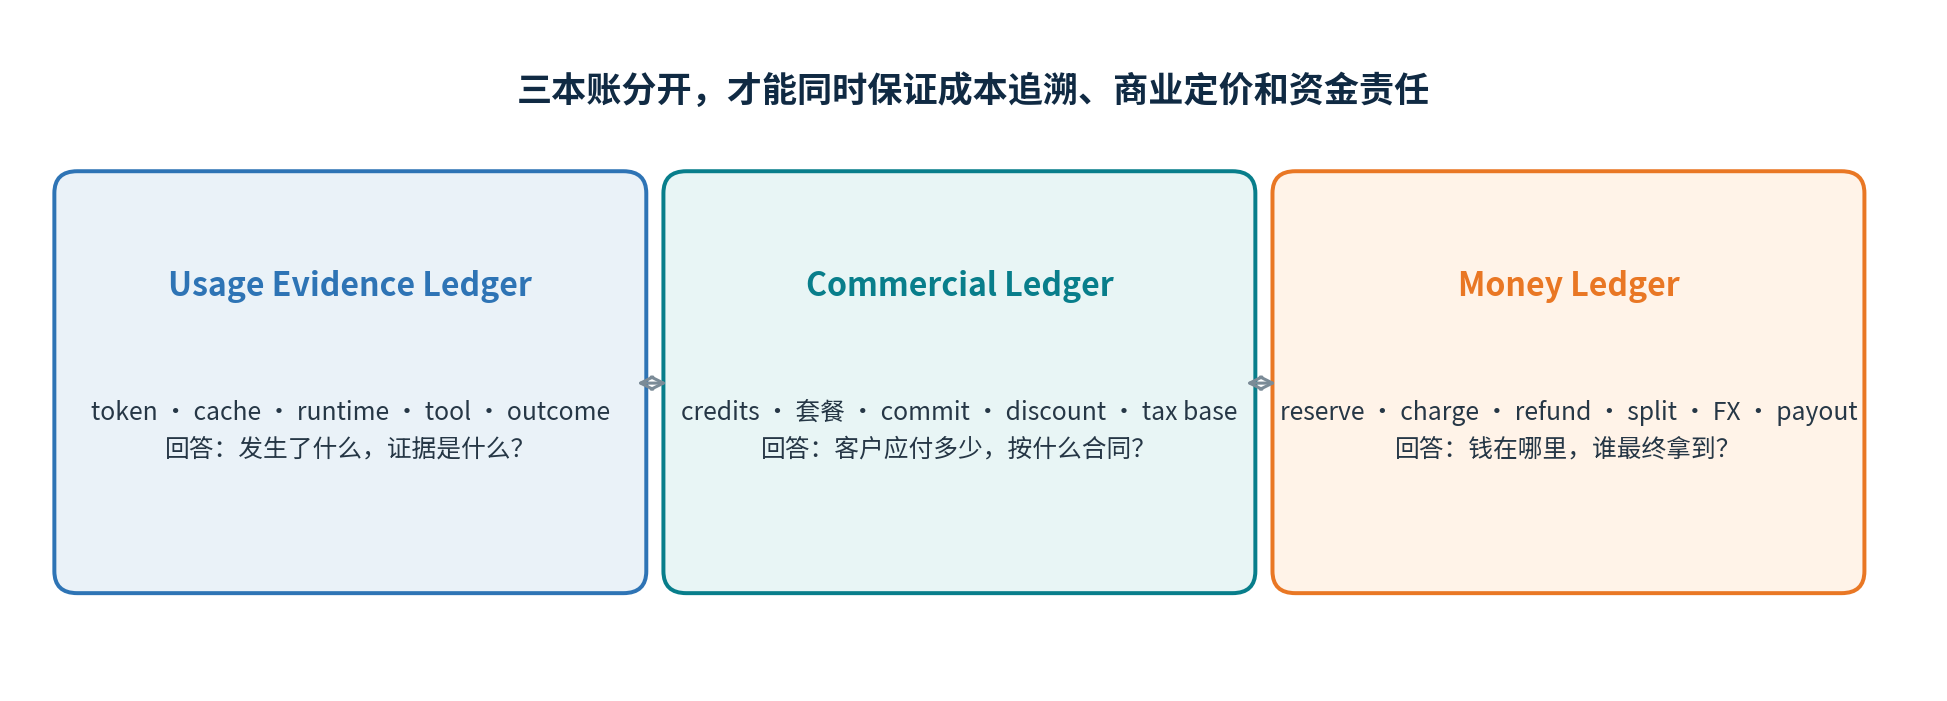 三本账分开，才能同时保证成本追溯、商业定价和资金责任
Usage Evidence Ledger
token · cache · runtime · tool · outcome
回答：发生了什么，证据是什么？
Commercial Ledger
credits · 套餐 · commit · discount · tax base
回答：客户应付多少，按什么合同？
Money Ledger
reserve · charge · refund · split · FX · payout
回答：钱在哪里，谁最终拿到？